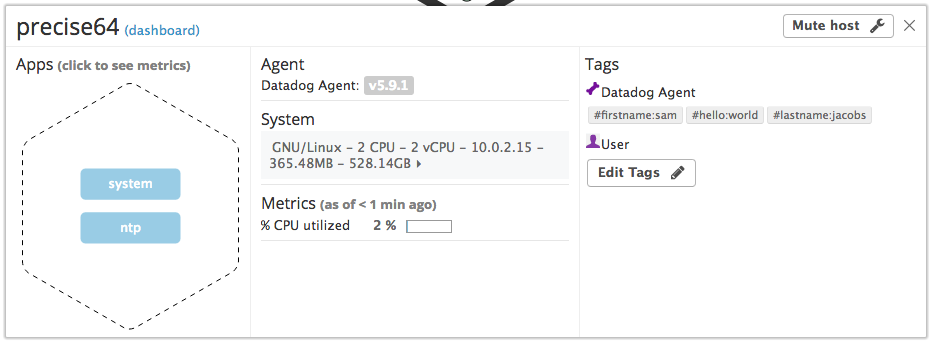 precise64 (dashboard)
Mute host
Apps (click to see metrics)
system
ntp
Agent
Datadog Agent: v5.9.1
System
GNU/Linux – 2 CPU – 2 vCPU – 10.0.2.15 –
365.48MB – 528.14GB
Metrics (as of < 1 min ago)
% CPU utilized 2 %
Tags
Datadog Agent
#firstname:sam #hello:world #lastname:jacobs
User
Edit Tags